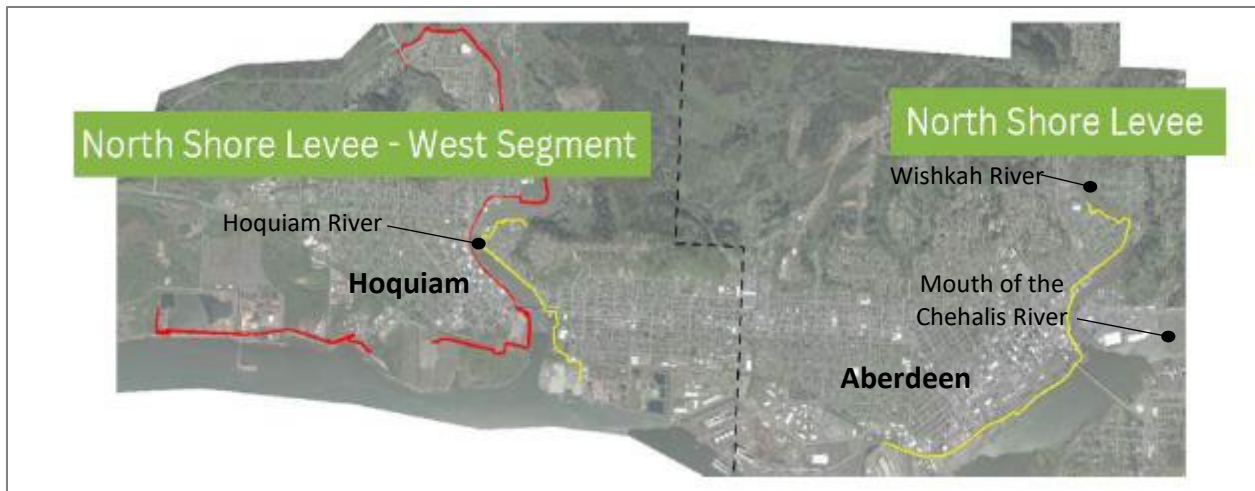 North Shore Levee - West Segment
North Shore Levee
Wishkah River
Hoquiam River
Hoquiam
Mouth of the
Chehalis River
Aberdeen